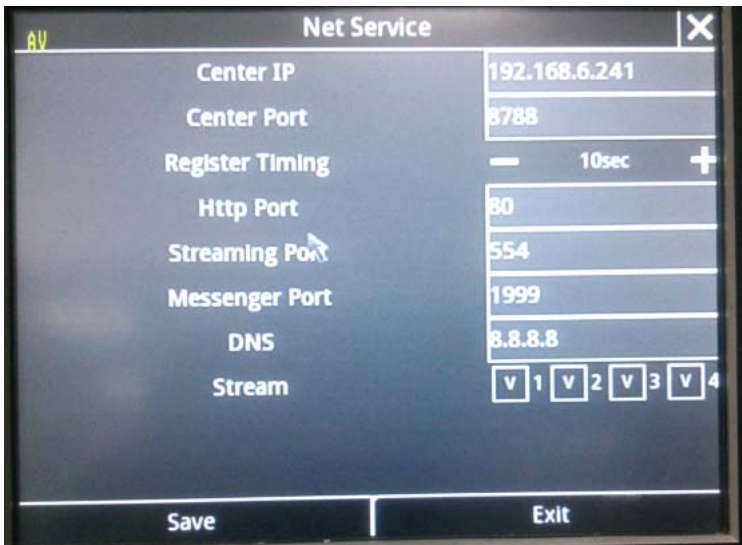 AV
Net Service X
Center IP 192.168.6.241
Center Port 8788
Register Timing − 10sec +
Http Port 80
Streaming Port 554
Messenger Port 1999
DNS 8.8.8.8
Stream v 1 v 2 v 3 v 4
Save Exit